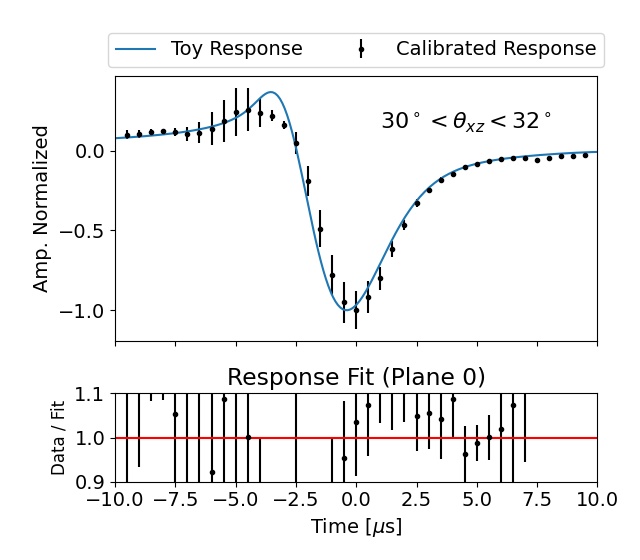 Toy Response Calibrated Response
30° < θxz < 32°
0.0
−0.5
−1.0
Amp. Normalized
Response Fit (Plane 0)
1.1
1.0
0.9
Data / Fit
−10.0 −7.5 −5.0 −2.5 0.0 2.5 5.0 7.5 10.0
Time [μs]